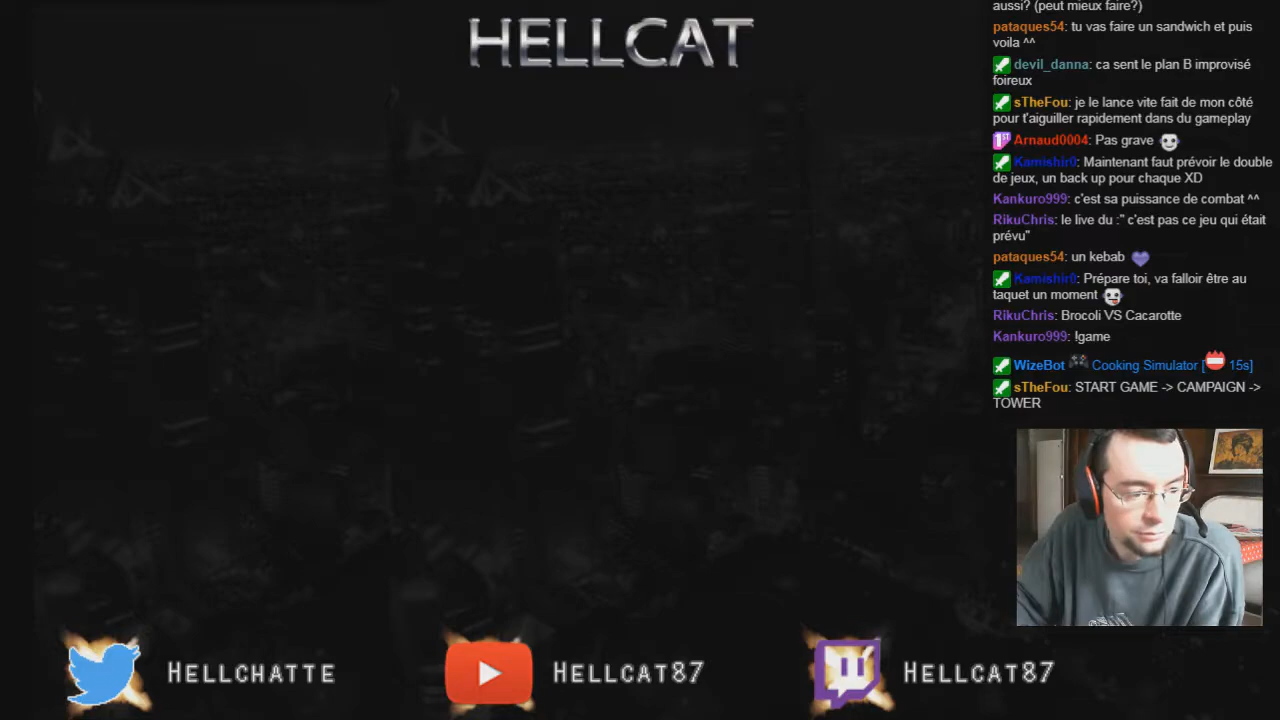 HELLCAT
aussi? (peut mieux faire?)
pataques54: tu vas faire un sandwich et puis
voila ^^
devil_danna: ca sent le plan B improvisé
foireux
sTheFou: je le lance vite fait de mon côté
pour t'aiguiller rapidement dans du gameplay
Arnaud0004: Pas grave
Kamishir0: Maintenant faut prévoir le double
de jeux, un back up pour chaque XD
Kankuro999: c'est sa puissance de combat ^^
RikuChris: le live du :" c'est pas ce jeu qui était
prévu"
pataques54: un kebab
Kamishir0: Prépare toi, va falloir être au
taquet un moment
RikuChris: Brocoli VS Cacarotte
Kankuro999: !game
WizeBot Cooking Simulator [ 15s]
sTheFou: START GAME -> CAMPAIGN ->
TOWER
HELLCHATTE
HELLCAT87
HELLCAT87